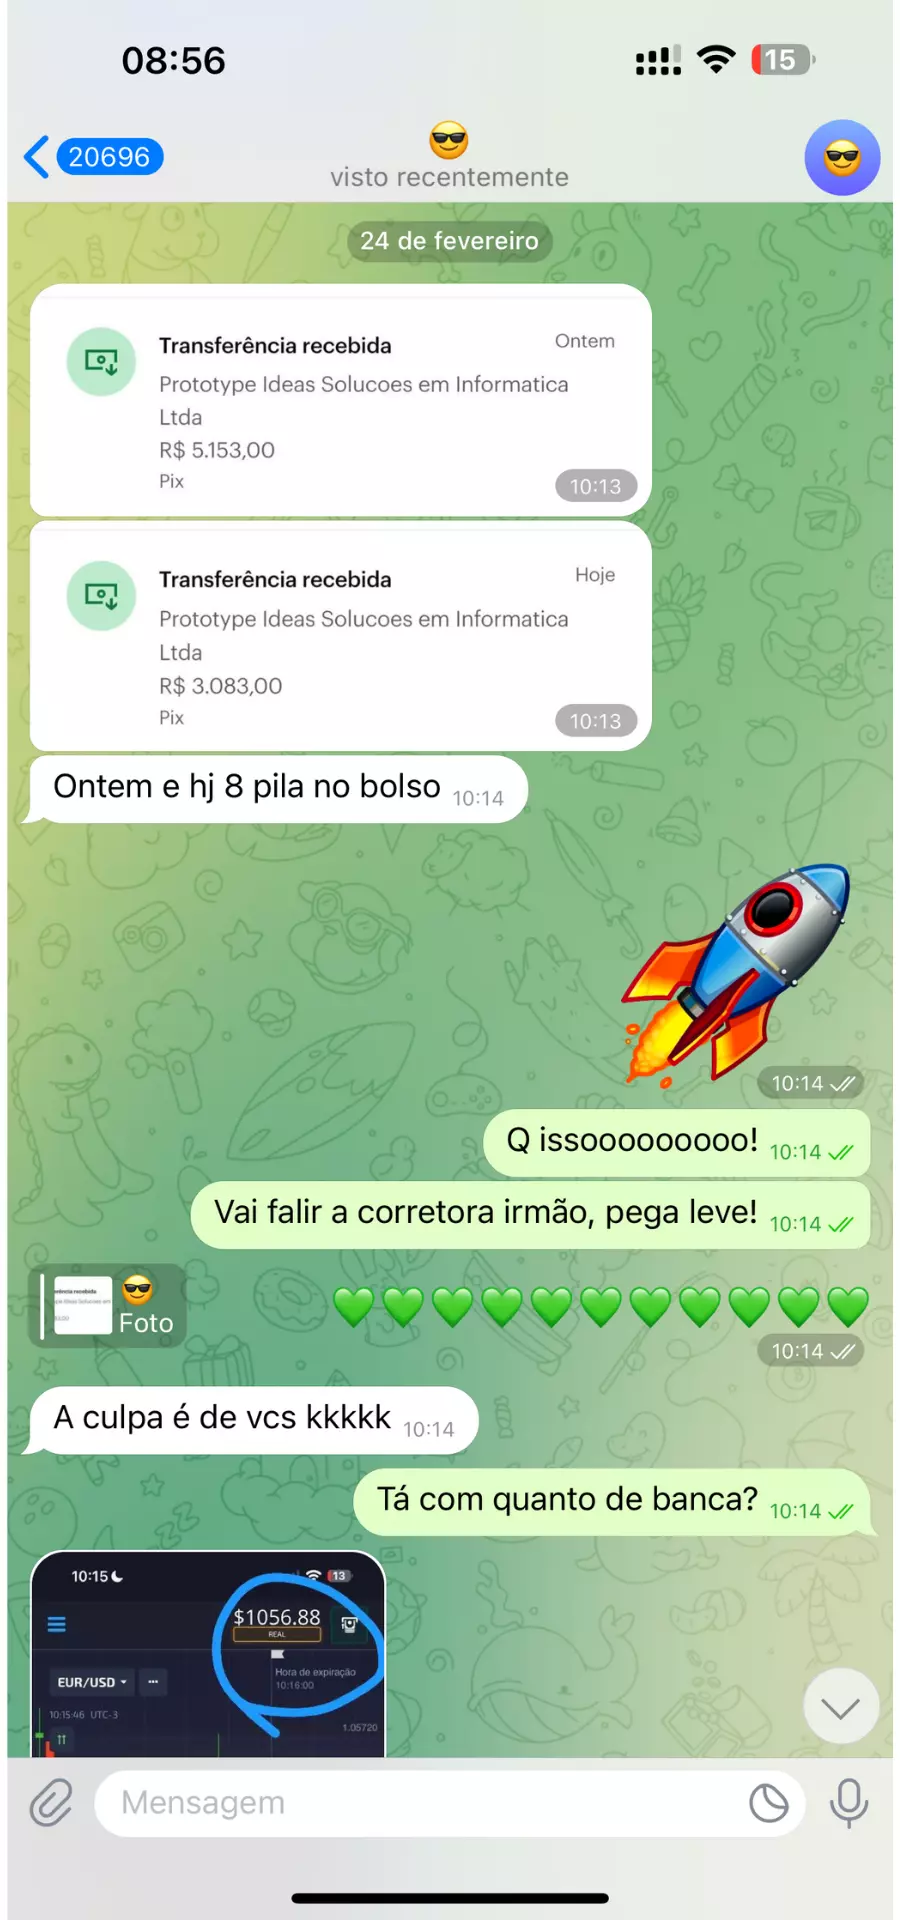 08:56
15
20696
visto recentemente
24 de fevereiro
Transferência recebida
Ontem
Prototype Ideas Solucoes em Informatica
Ltda
R$ 5.153,00
Pix
10:13
Transferência recebida
Hoje
Prototype Ideas Solucoes em Informatica
Ltda
R$ 3.083,00
Pix
10:13
Ontem e hj 8 pila no bolso 10:14
10:14
Q issooooooooo! 10:14
Vai falir a corretora irmão, pega leve! 10:14
Foto
10:14
A culpa é de vcs kkkkk 10:14
Tá com quanto de banca? 10:14
10:15
13
$1056.88
REAL
Hora de expiração
10:16:00
EUR/USD
10:15:46 UTC-3
1.05720
Mensagem